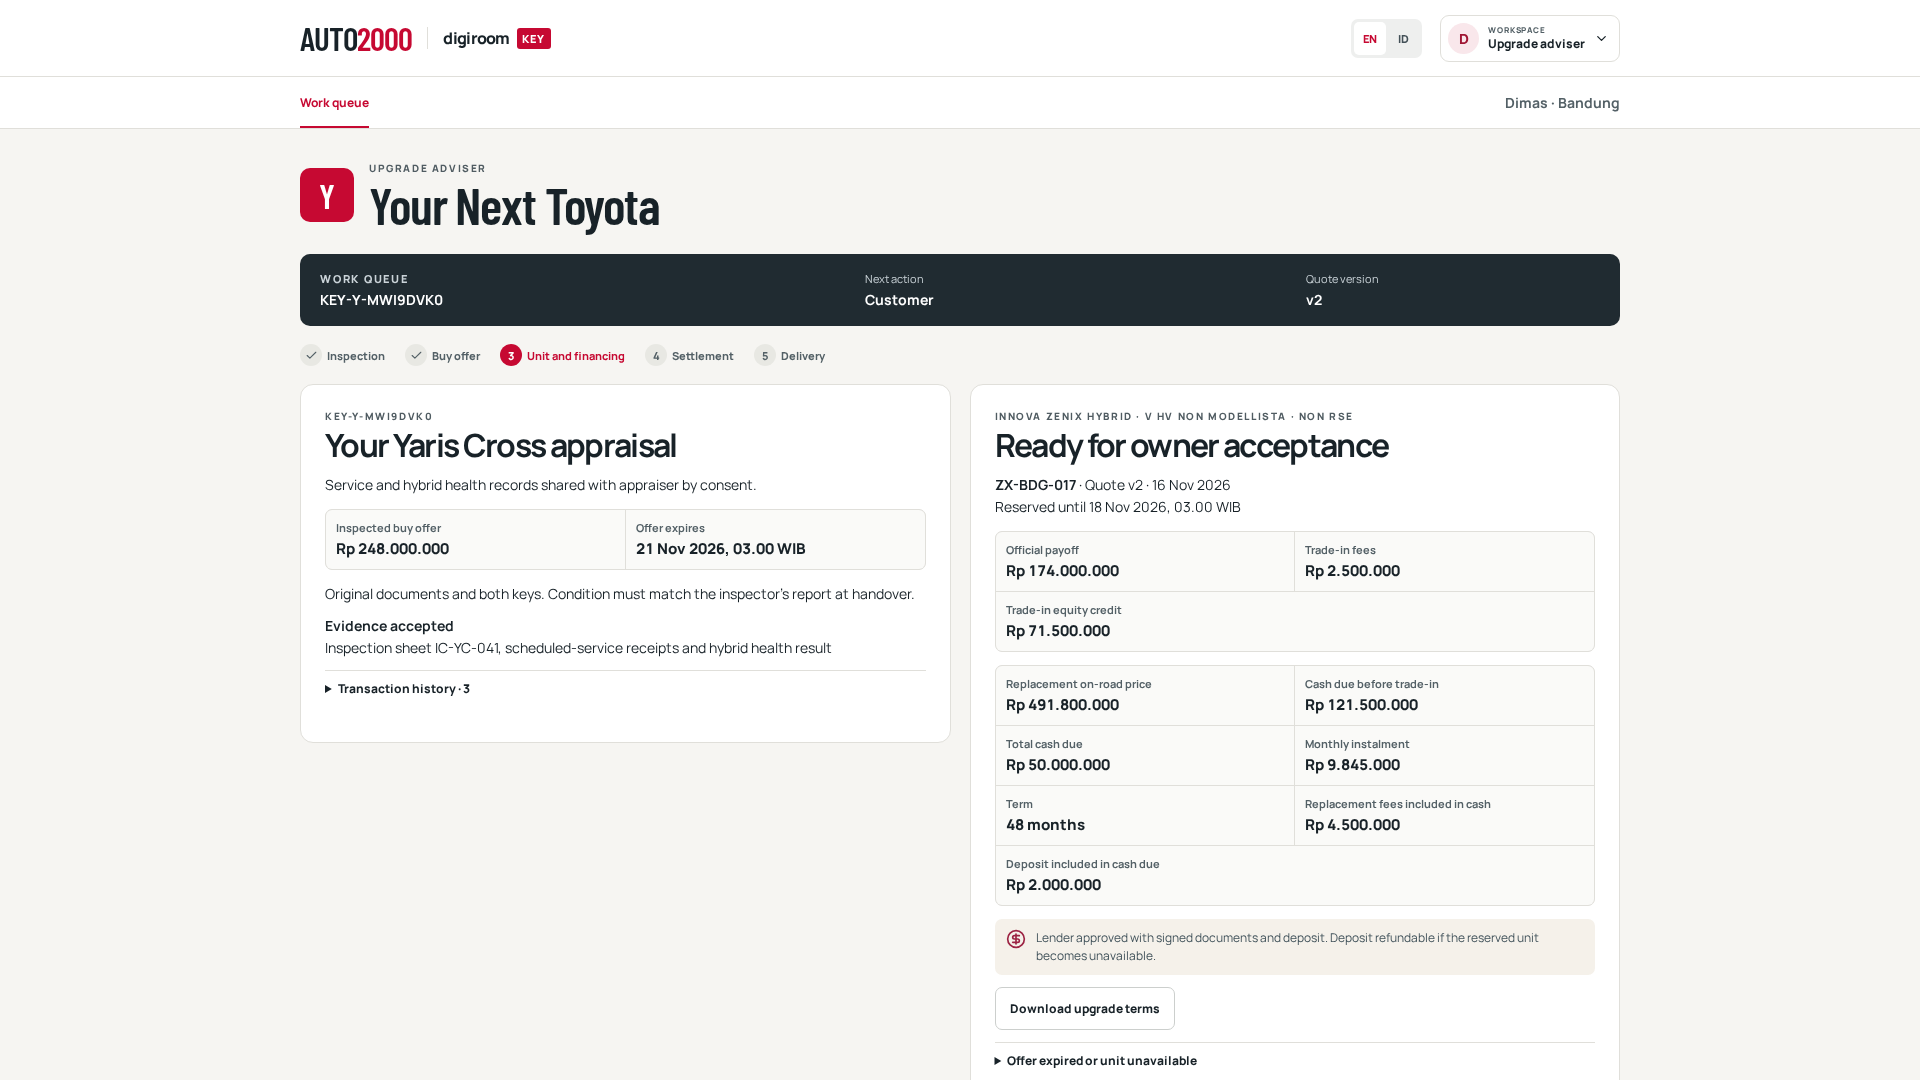 AUTO2000
digiroom KEY
EN ID
D
WORKSPACE
Upgrade adviser
Work queue
Dimas · Bandung
Y
UPGRADE ADVISER
Your Next Toyota
WORK QUEUE
KEY-Y-MWI9DVK0
Next action
Customer
Quote version
v2
Inspection
Buy offer
3 Unit and financing
4 Settlement
5 Delivery
KEY-Y-MWI9DVK0
Your Yaris Cross appraisal
Service and hybrid health records shared with appraiser by consent.
Inspected buy offer
Rp 248.000.000
Offer expires
21 Nov 2026, 03.00 WIB
Original documents and both keys. Condition must match the inspector's report at handover.
Evidence accepted
Inspection sheet IC-YC-041, scheduled-service receipts and hybrid health result
Transaction history · 3
INNOVA ZENIX HYBRID · V HV NON MODELLISTA · NON RSE
Ready for owner acceptance
ZX-BDG-017 · Quote v2 · 16 Nov 2026
Reserved until 18 Nov 2026, 03.00 WIB
Official payoff
Rp 174.000.000
Trade-in fees
Rp 2.500.000
Trade-in equity credit
Rp 71.500.000
Replacement on-road price
Rp 491.800.000
Cash due before trade-in
Rp 121.500.000
Total cash due
Rp 50.000.000
Monthly instalment
Rp 9.845.000
Term
48 months
Replacement fees included in cash
Rp 4.500.000
Deposit included in cash due
Rp 2.000.000
Lender approved with signed documents and deposit. Deposit refundable if the reserved unit
becomes unavailable.
Download upgrade terms
Offer expired or unit unavailable